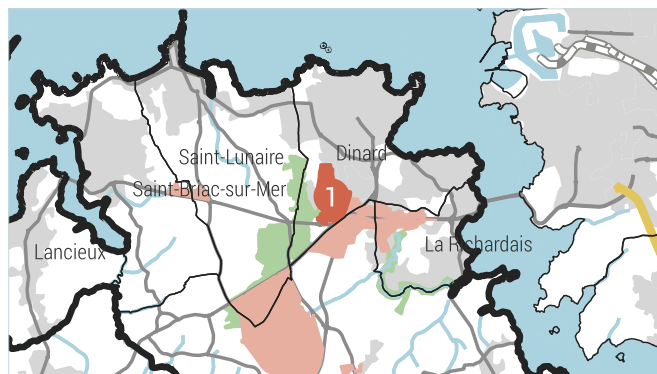 Saint-Lunaire
Dinard
Saint-Briac-sur-Mer
1
Lancieux
La Richardais